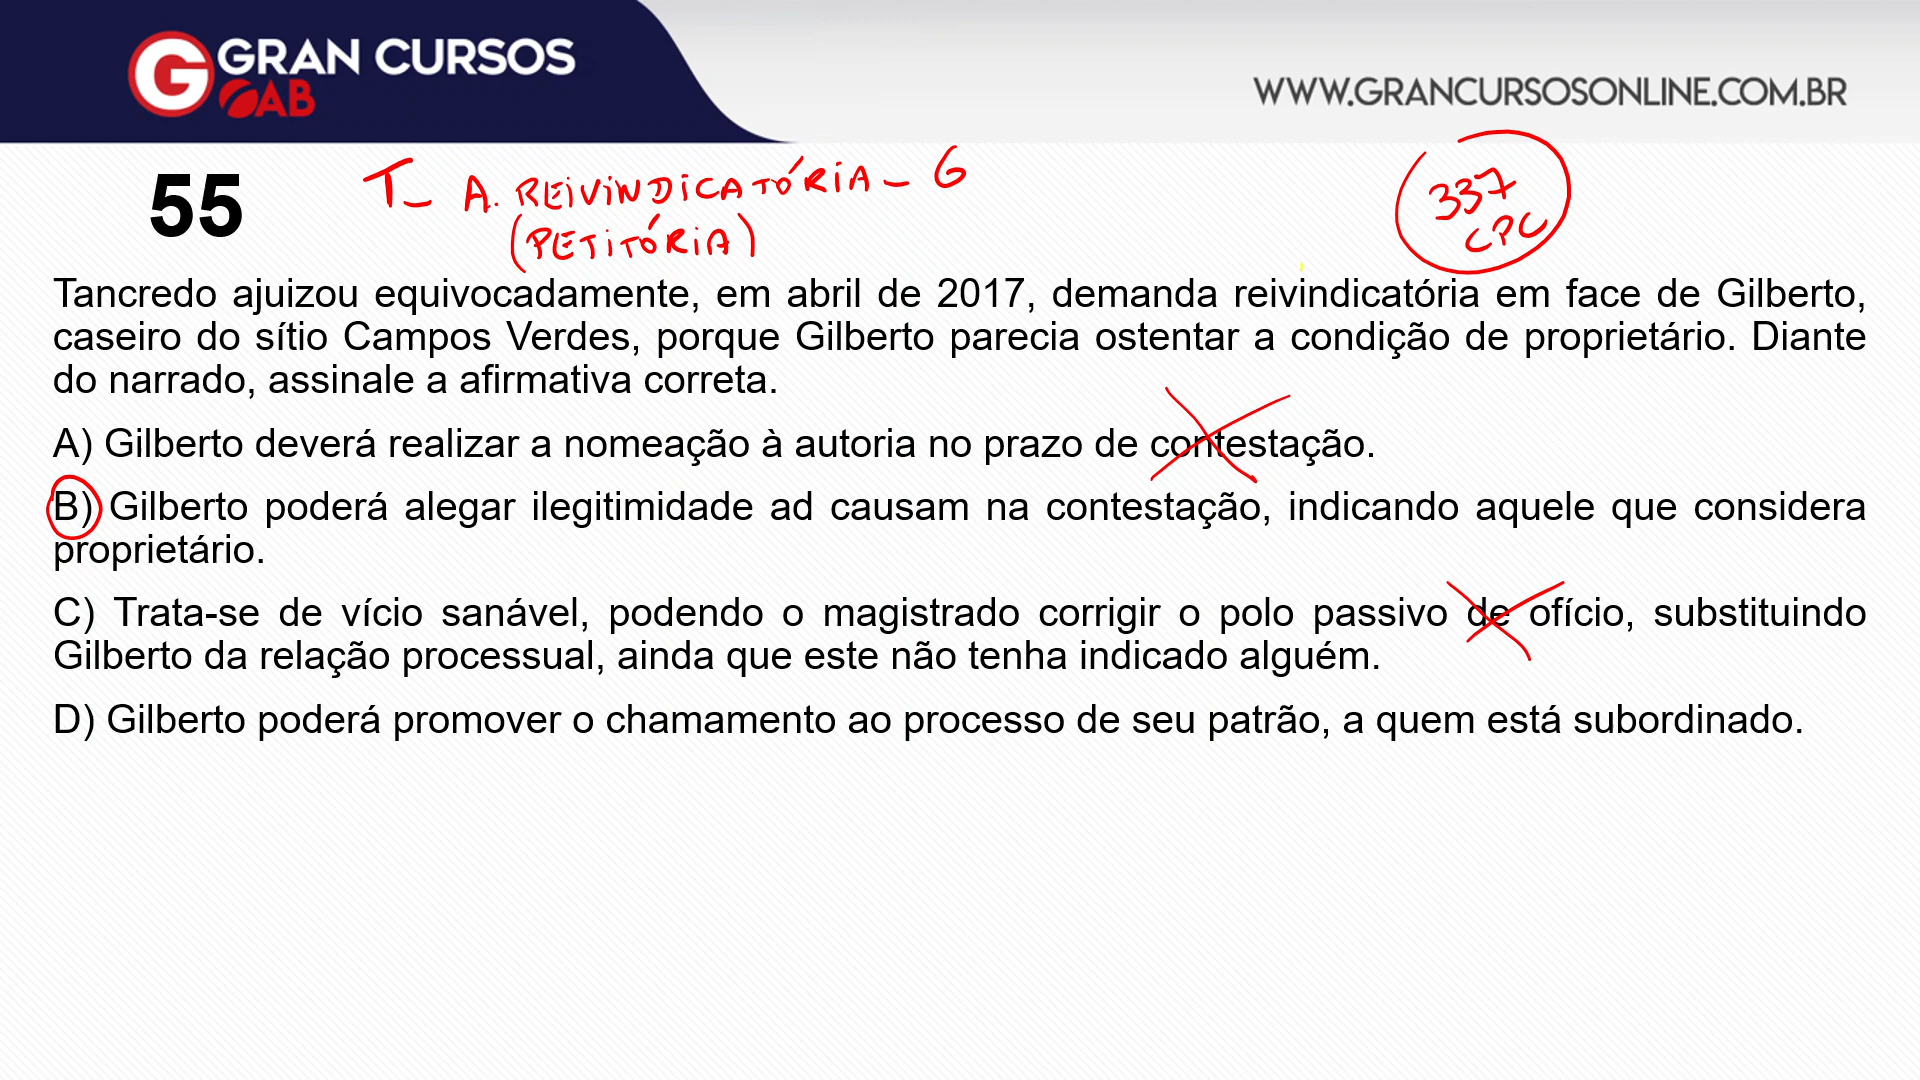 GRAN CURSOS
OAB
WWW.GRANCURSOSONLINE.COM.BR
55
T- A. REIVINDICATÓRIA - G
(PETITÓRIA)
337
CPC
Tancredo ajuizou equivocadamente, em abril de 2017, demanda reivindicatória em face de Gilberto,
caseiro do sítio Campos Verdes, porque Gilberto parecia ostentar a condição de proprietário. Diante
do narrado, assinale a afirmativa correta.
A) Gilberto deverá realizar a nomeação à autoria no prazo de contestação.
B) Gilberto poderá alegar ilegitimidade ad causam na contestação, indicando aquele que considera
proprietário.
C) Trata-se de vício sanável, podendo o magistrado corrigir o polo passivo de ofício, substituindo
Gilberto da relação processual, ainda que este não tenha indicado alguém.
D) Gilberto poderá promover o chamamento ao processo de seu patrão, a quem está subordinado.